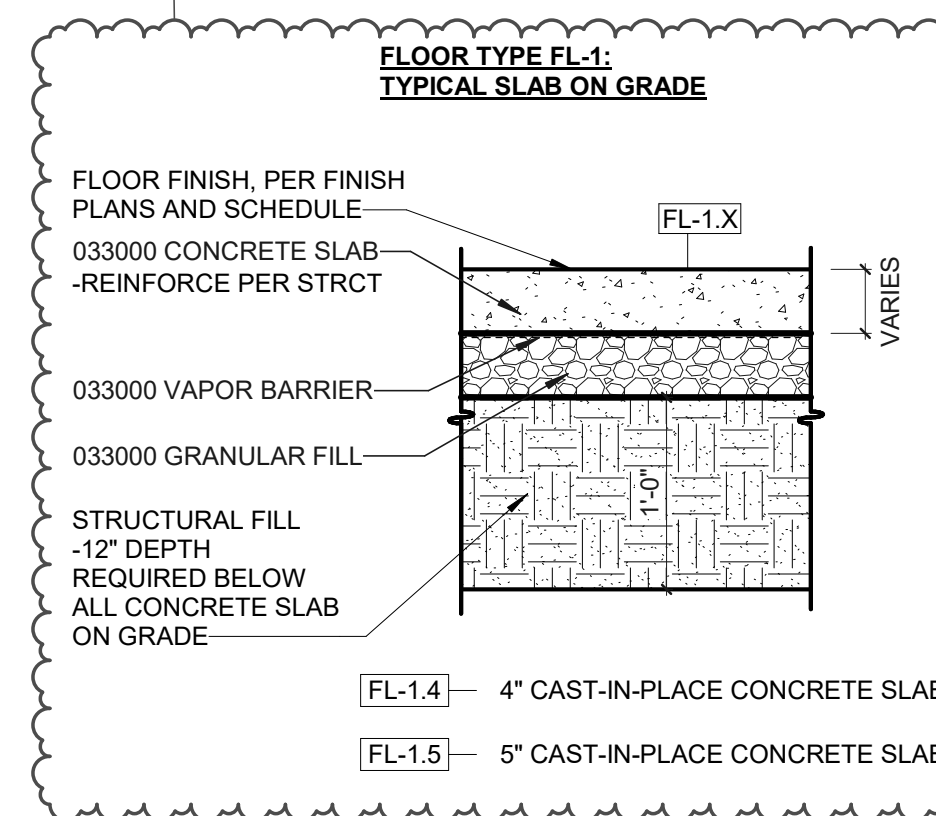 FLOOR TYPE FL-1:
TYPICAL SLAB ON GRADE
FLOOR FINISH, PER FINISH
PLANS AND SCHEDULE
FL-1.X
033000 CONCRETE SLAB
-REINFORCE PER STRCT
VARIES
033000 VAPOR BARRIER
033000 GRANULAR FILL
1'-0"
STRUCTURAL FILL
-12" DEPTH
REQUIRED BELOW
ALL CONCRETE SLAB
ON GRADE
FL-1.4 4" CAST-IN-PLACE CONCRETE SLAB
FL-1.5 5" CAST-IN-PLACE CONCRETE SLAB